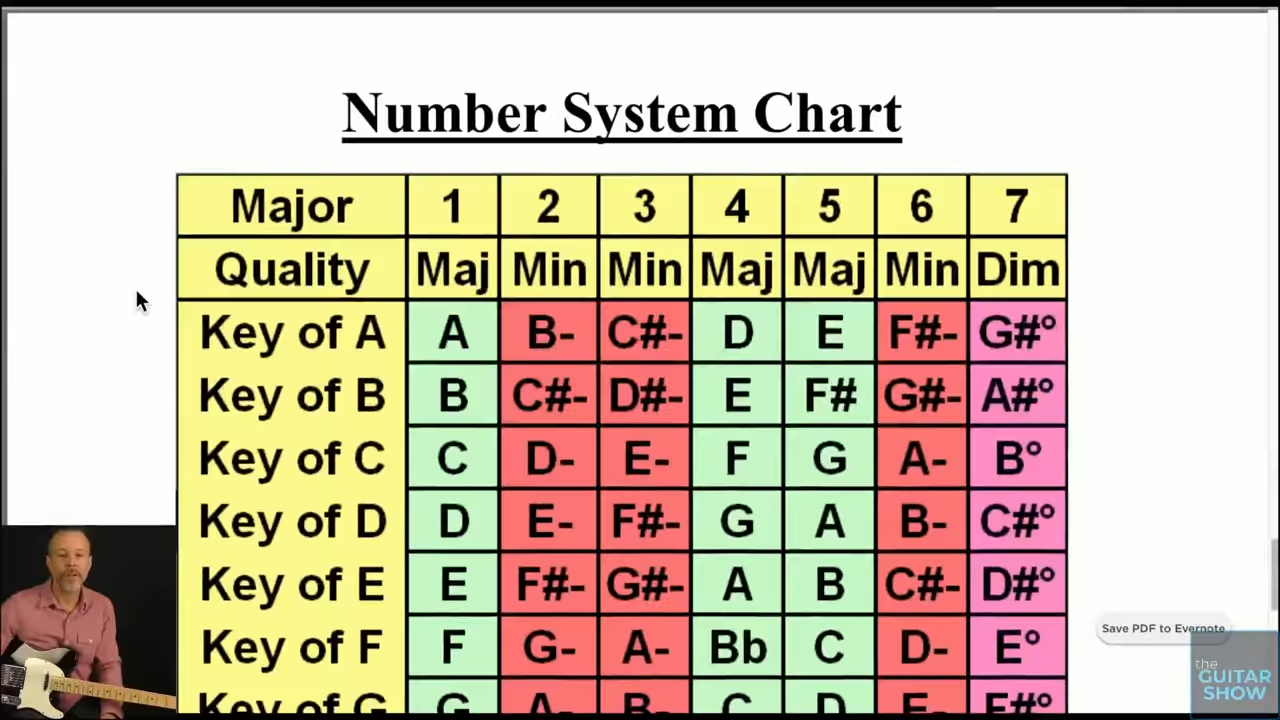 Number System Chart
Major 1 2 3 4 5 6 7
Quality Maj Min Min Maj Maj Min Dim
Key of A A B- C#- D E F#- G#°
Key of B B C#- D#- E F# G#- A#°
Key of C C D- E- F G A- B°
Key of D D E- F#- G A B- C#°
Key of E E F#- G#- A B C#- D#°
Key of F F G- A- Bb C D- E°
Key of G G A- B- C D E- F#°
Save PDF to Evernote
the
GUITAR
SHOW